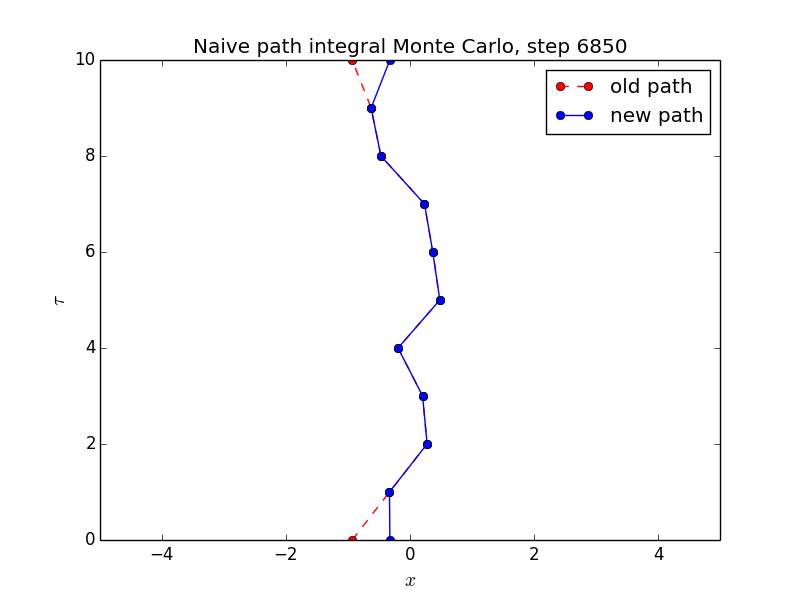 Naive path integral Monte Carlo, step 6850
10
old path
new path
8
6
τ
4
2
0
−4 −2 0 2 4
x